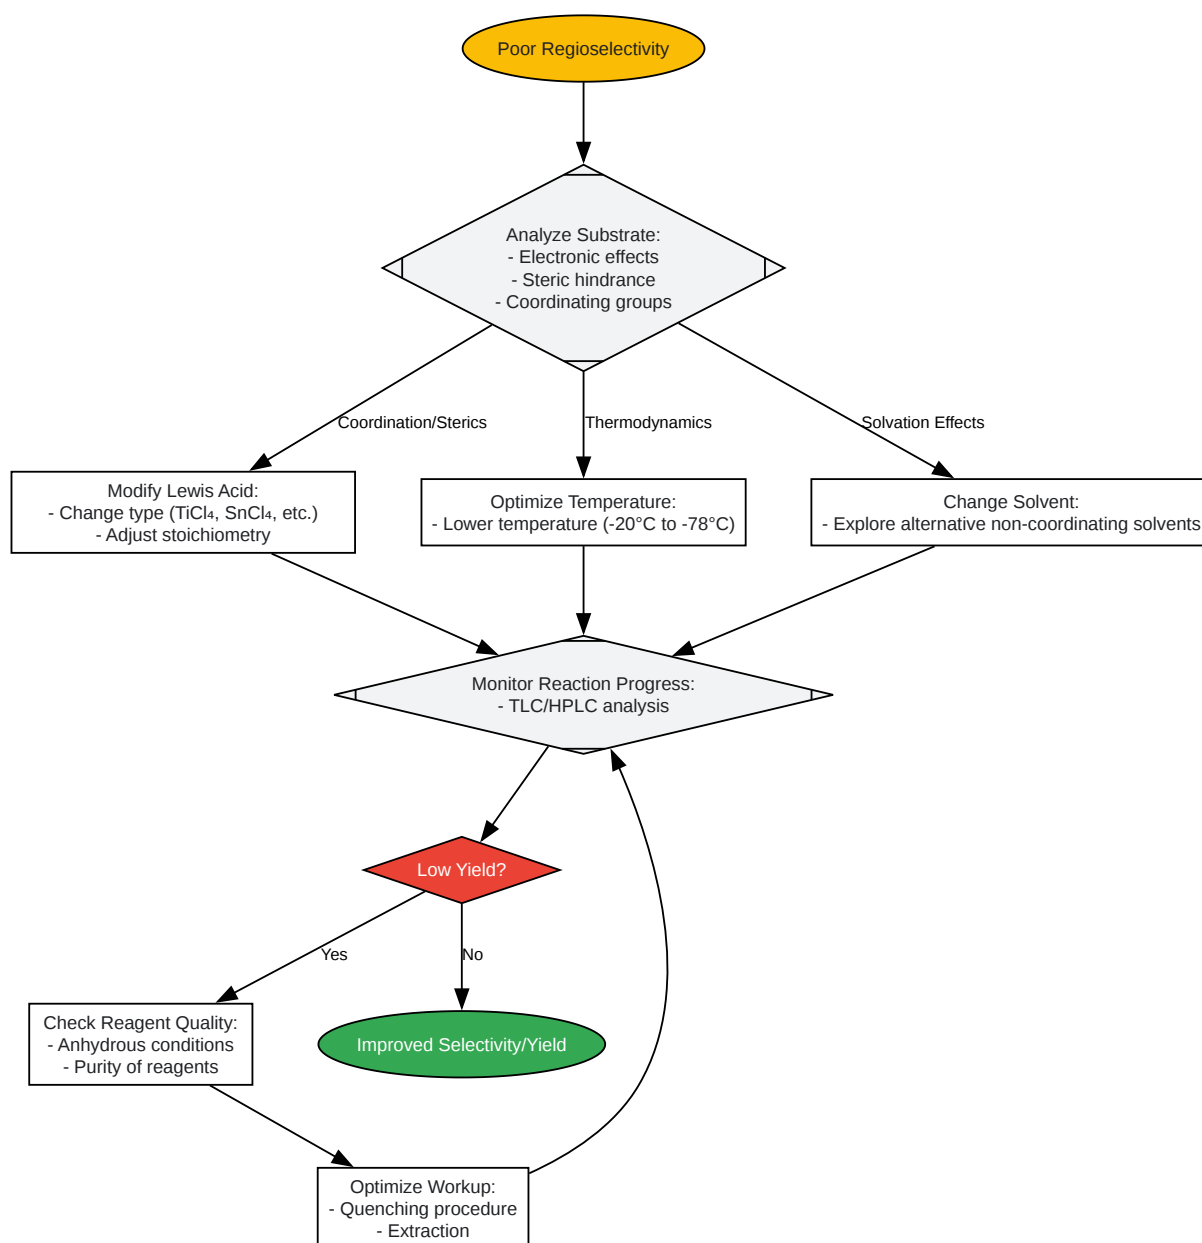 Poor Regioselectivity
Analyze Substrate:
- Electronic effects
- Steric hindrance
- Coordinating groups
Coordination/Sterics
Thermodynamics
Solvation Effects
Modify Lewis Acid:
- Change type (TiCl₄, SnCl₄, etc.)
- Adjust stoichiometry
Optimize Temperature:
- Lower temperature (-20°C to -78°C)
Change Solvent:
- Explore alternative non-coordinating solvents
Monitor Reaction Progress:
- TLC/HPLC analysis
Low Yield?
Yes
No
Check Reagent Quality:
- Anhydrous conditions
- Purity of reagents
Improved Selectivity/Yield
Optimize Workup:
- Quenching procedure
- Extraction